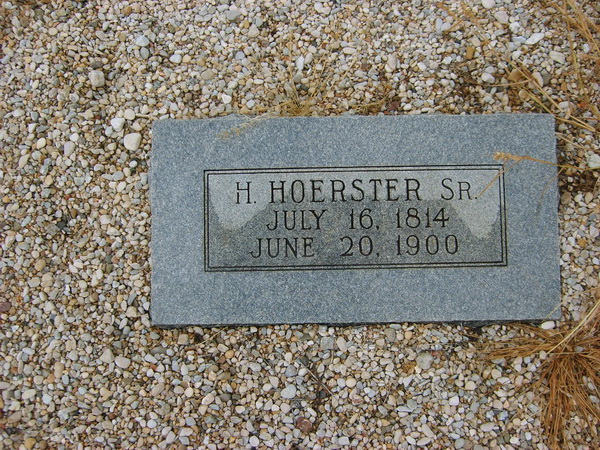 H. HOERSTER SR.
JULY 16, 1814
JUNE 20, 1900